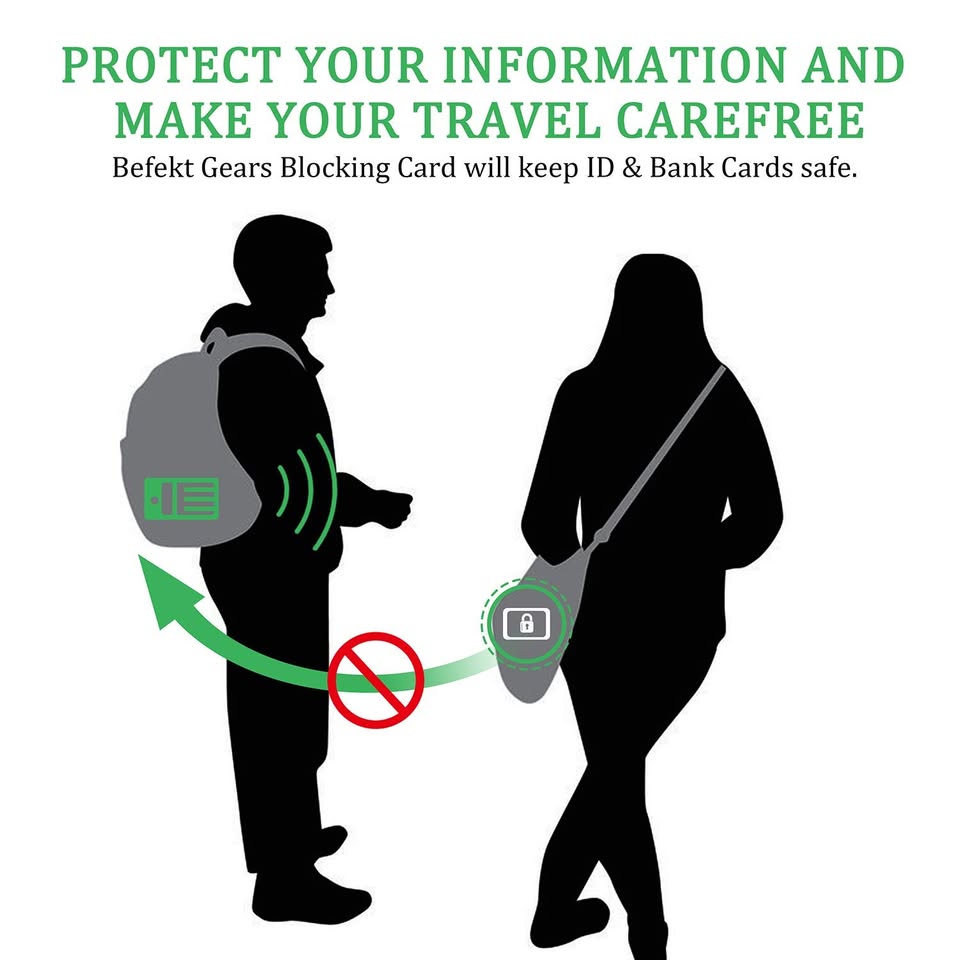 PROTECT YOUR INFORMATION AND
MAKE YOUR TRAVEL CAREFREE
Befekt Gears Blocking Card will keep ID & Bank Cards safe.